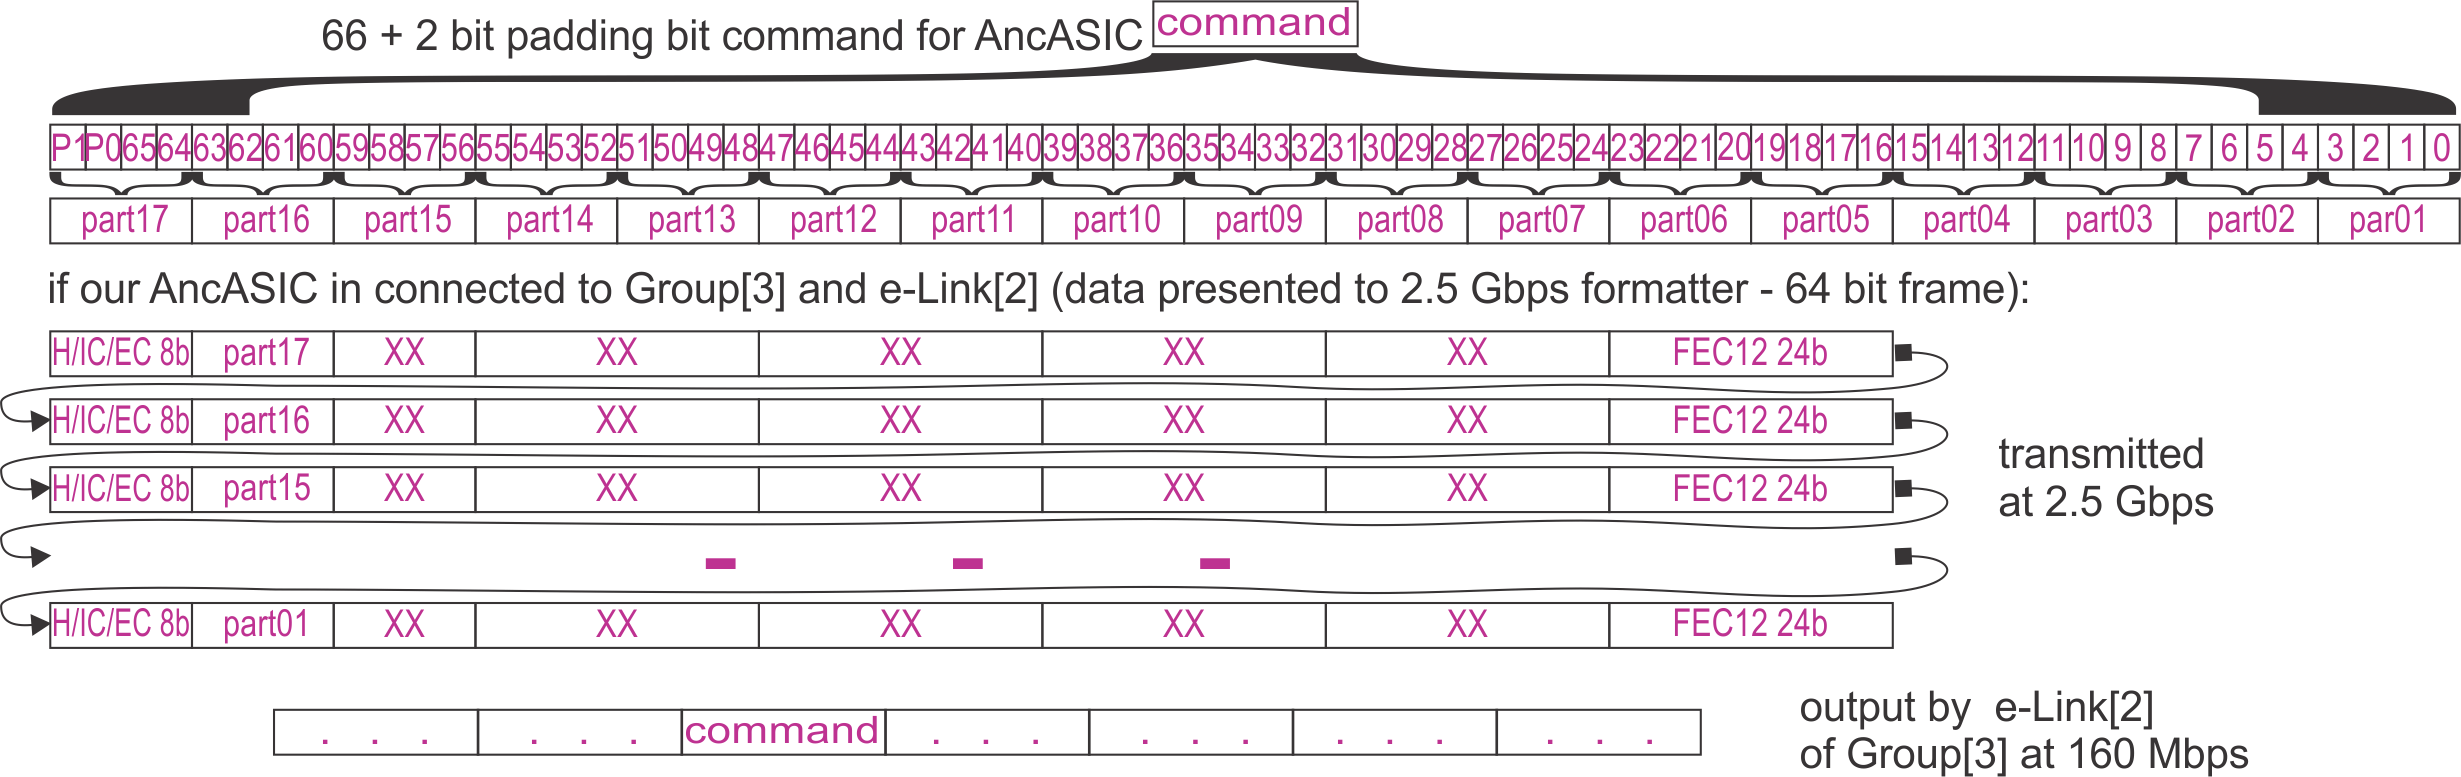 66 + 2 bit padding bit command for AncASIC command
P1 P0 65 64 63 62 61 60 59 58 57 56 55 54 53 52 51 50 49 48 47 46 45 44 43 42 41 40 39 38 37 36 35 34 33 32 31 30 29 28 27 26 25 24 23 22 21 20 19 18 17 16 15 14 13 12 11 10 9 8 7 6 5 4 3 2 1 0
part17 part16 part15 part14 part13 part12 part11 part10 part09 part08 part07 part06 part05 part04 part03 part02 par01
if our AncASIC in connected to Group[3] and e-Link[2] (data presented to 2.5 Gbps formatter - 64 bit frame):
H/IC/EC 8b part17 XX XX XX XX XX FEC12 24b
H/IC/EC 8b part16 XX XX XX XX XX FEC12 24b
H/IC/EC 8b part15 XX XX XX XX XX FEC12 24b
transmitted
at 2.5 Gbps
H/IC/EC 8b part01 XX XX XX XX XX FEC12 24b
. . . . . . command . . . . . . . . . . . .
output by e-Link[2]
of Group[3] at 160 Mbps